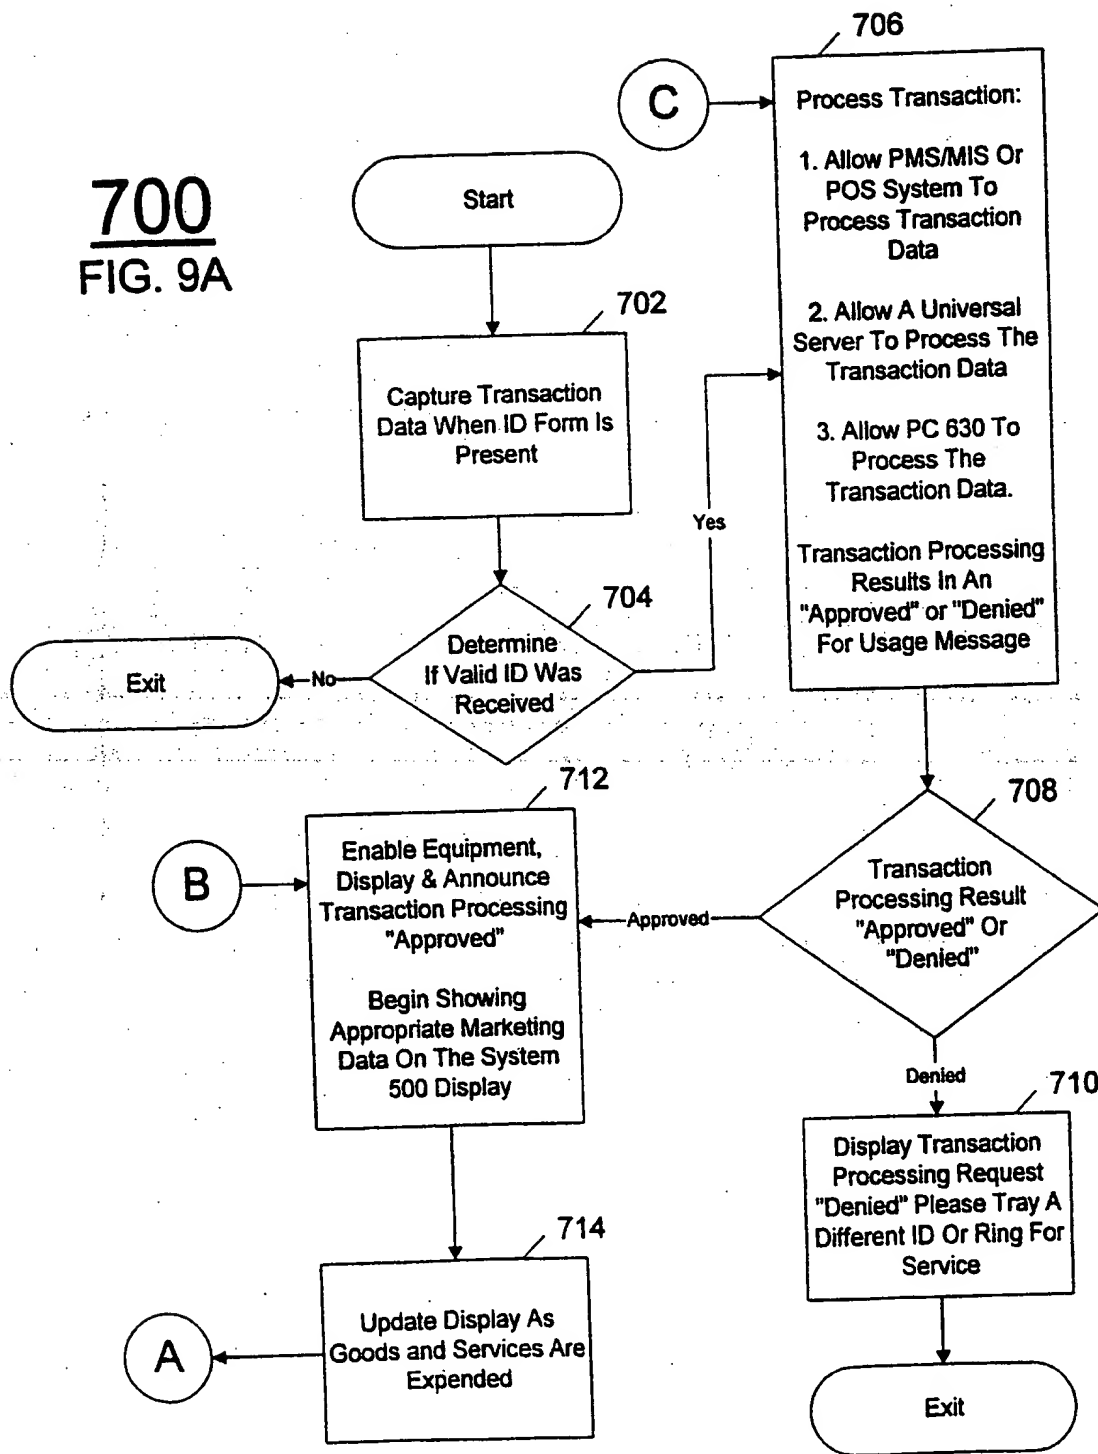 700
FIG. 9A
Start
702
Capture Transaction
Data When ID Form Is
Present
704
Determine
If Valid ID Was
Received
No
Exit
Yes
C
706
Process Transaction:
1. Allow PMS/MIS Or
POS System To
Process Transaction
Data
2. Allow A Universal
Server To Process The
Transaction Data
3. Allow PC 630 To
Process The
Transaction Data.
Transaction Processing
Results In An
"Approved" or "Denied"
For Usage Message
708
Transaction
Processing Result
"Approved" Or
"Denied"
Approved
Denied
710
Display Transaction
Processing Request
"Denied" Please Tray A
Different ID Or Ring For
Service
Exit
B
712
Enable Equipment,
Display & Announce
Transaction Processing
"Approved"
Begin Showing
Appropriate Marketing
Data On The System
500 Display
714
Update Display As
Goods and Services Are
Expended
A